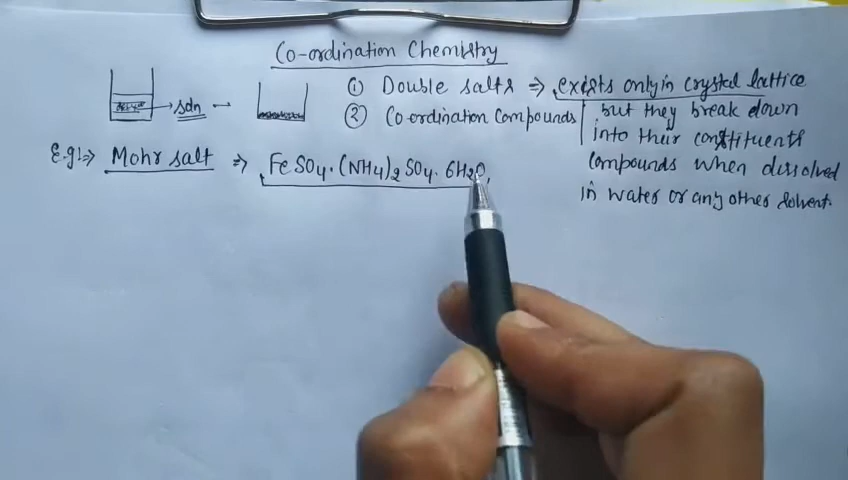 Co-ordination Chemistry
soln → ① Double salts ⇒ exists only in crystal lattice
② Co-ordination Compounds but they break down
into their constituents
E.g:-> Mohr salt ⇒ FeSO4.(NH4)2SO4.6H2O
compounds when dissolved
in water or any other solvent.